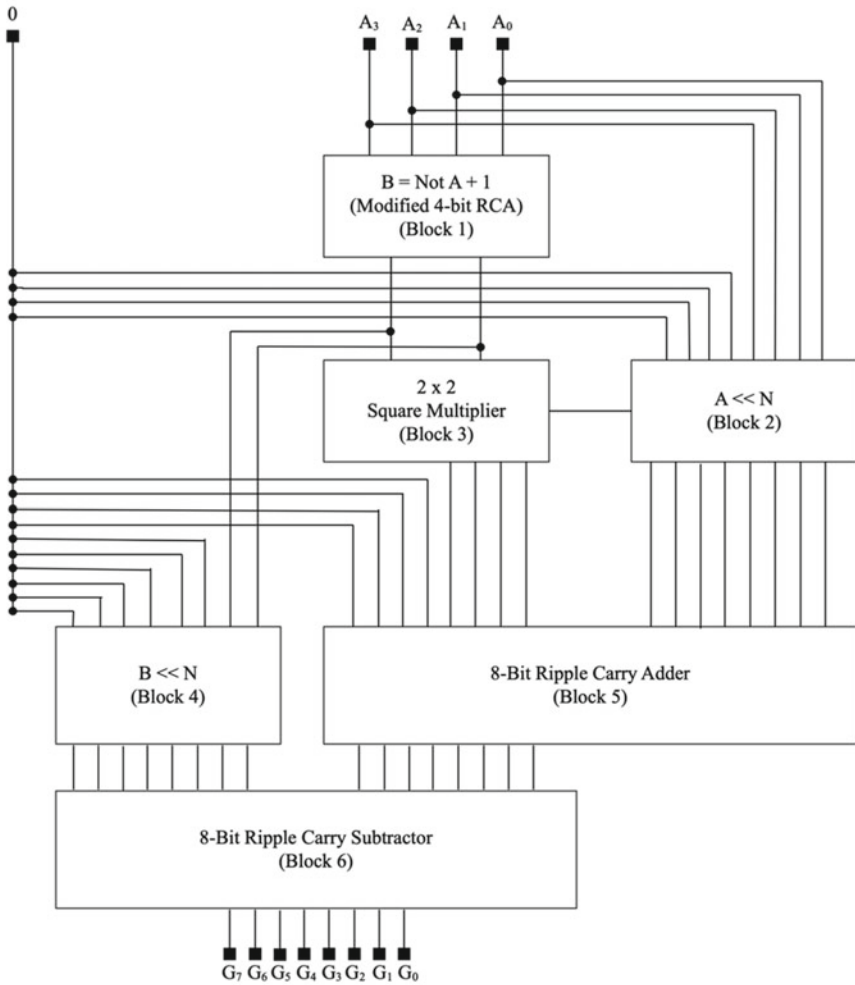 0
A₃ A₂ A₁ A₀
B = Not A + 1
(Modified 4-bit RCA)
(Block 1)
2 x 2
Square Multiplier
(Block 3)
A << N
(Block 2)
B << N
(Block 4)
8-Bit Ripple Carry Adder
(Block 5)
8-Bit Ripple Carry Subtractor
(Block 6)
G₇ G₆ G₅ G₄ G₃ G₂ G₁ G₀